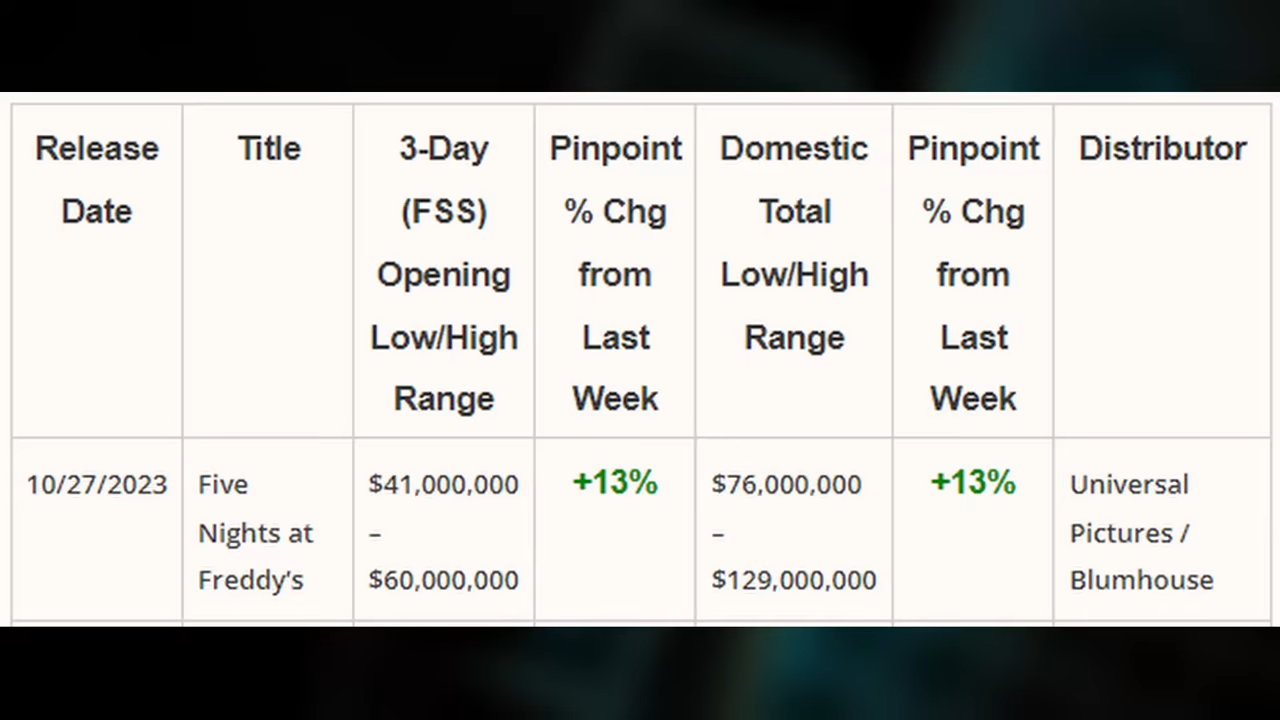 Release Date
Title
3-Day (FSS) Opening Low/High Range
Pinpoint % Chg from Last Week
Domestic Total Low/High Range
Pinpoint % Chg from Last Week
Distributor
10/27/2023
Five Nights at Freddy's
$41,000,000 – $60,000,000
+13%
$76,000,000 – $129,000,000
+13%
Universal Pictures / Blumhouse